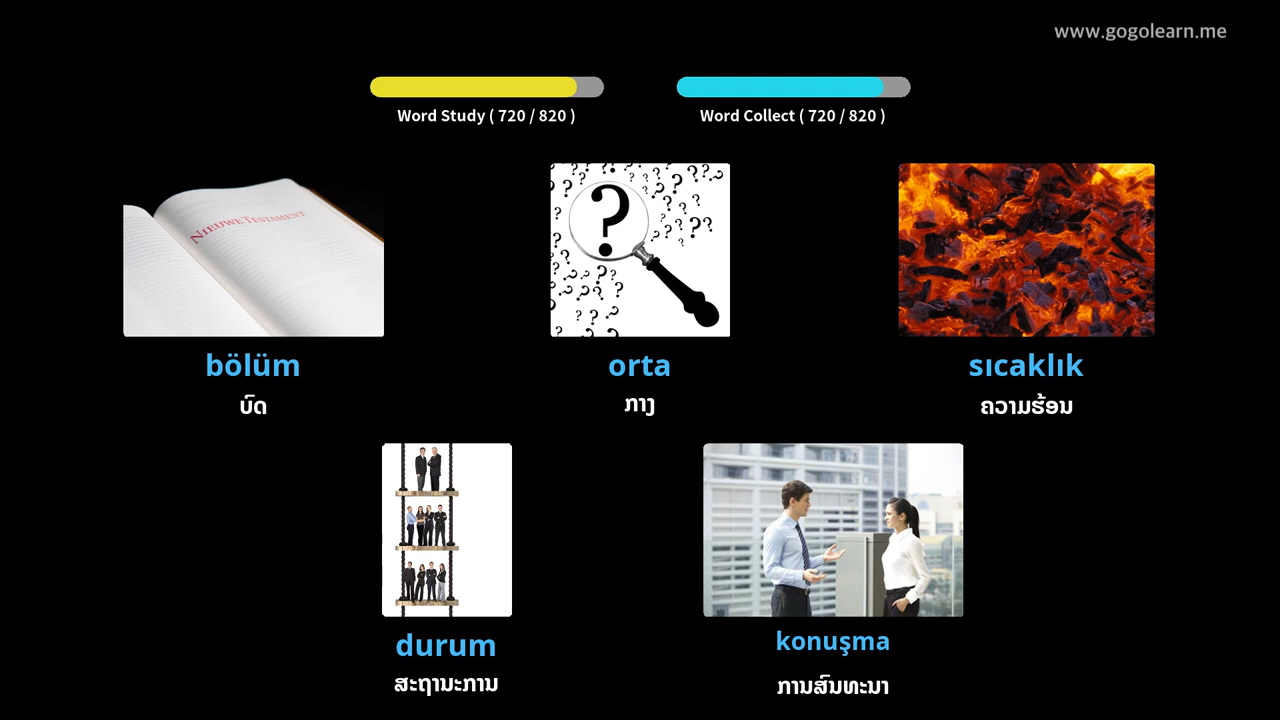 www.gogolearn.me
Word Study ( 720 / 820 )
Word Collect ( 720 / 820 )
NIEUWE TESTAMENT
?
bölüm
ບົດ
orta
ກາງ
sıcaklık
ຄວາມຮ້ອນ
durum
ສະຖານະການ
konuşma
ການສົນທະນາ